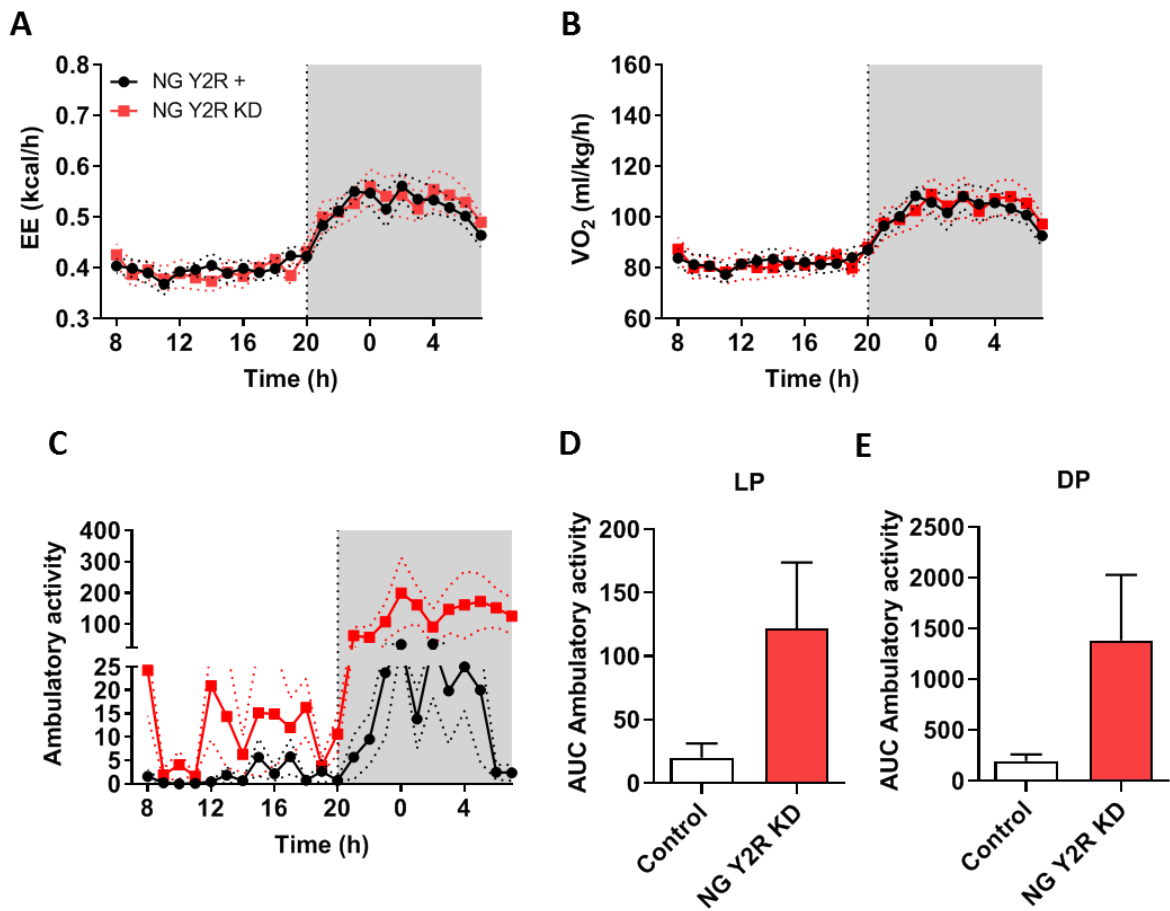 A
EE (kcal/h)
0.8
0.6
0.5
0.4
0.3
NG Y2R +
NG Y2R KD
8 12 16 20 0 4
Time (h)
B
VO₂ (ml/kg/h)
160
140
120
100
80
60
8 12 16 20 0 4
Time (h)
C
Ambulatory activity
400
300
200
100
25
20
15
10
5
0
8 12 16 20 0 4
Time (h)
D
LP
AUC Ambulatory activity
200
150
100
50
0
Control
NG Y2R KD
E
DP
AUC Ambulatory activity
2500
2000
1500
1000
500
0
Control
NG Y2R KD